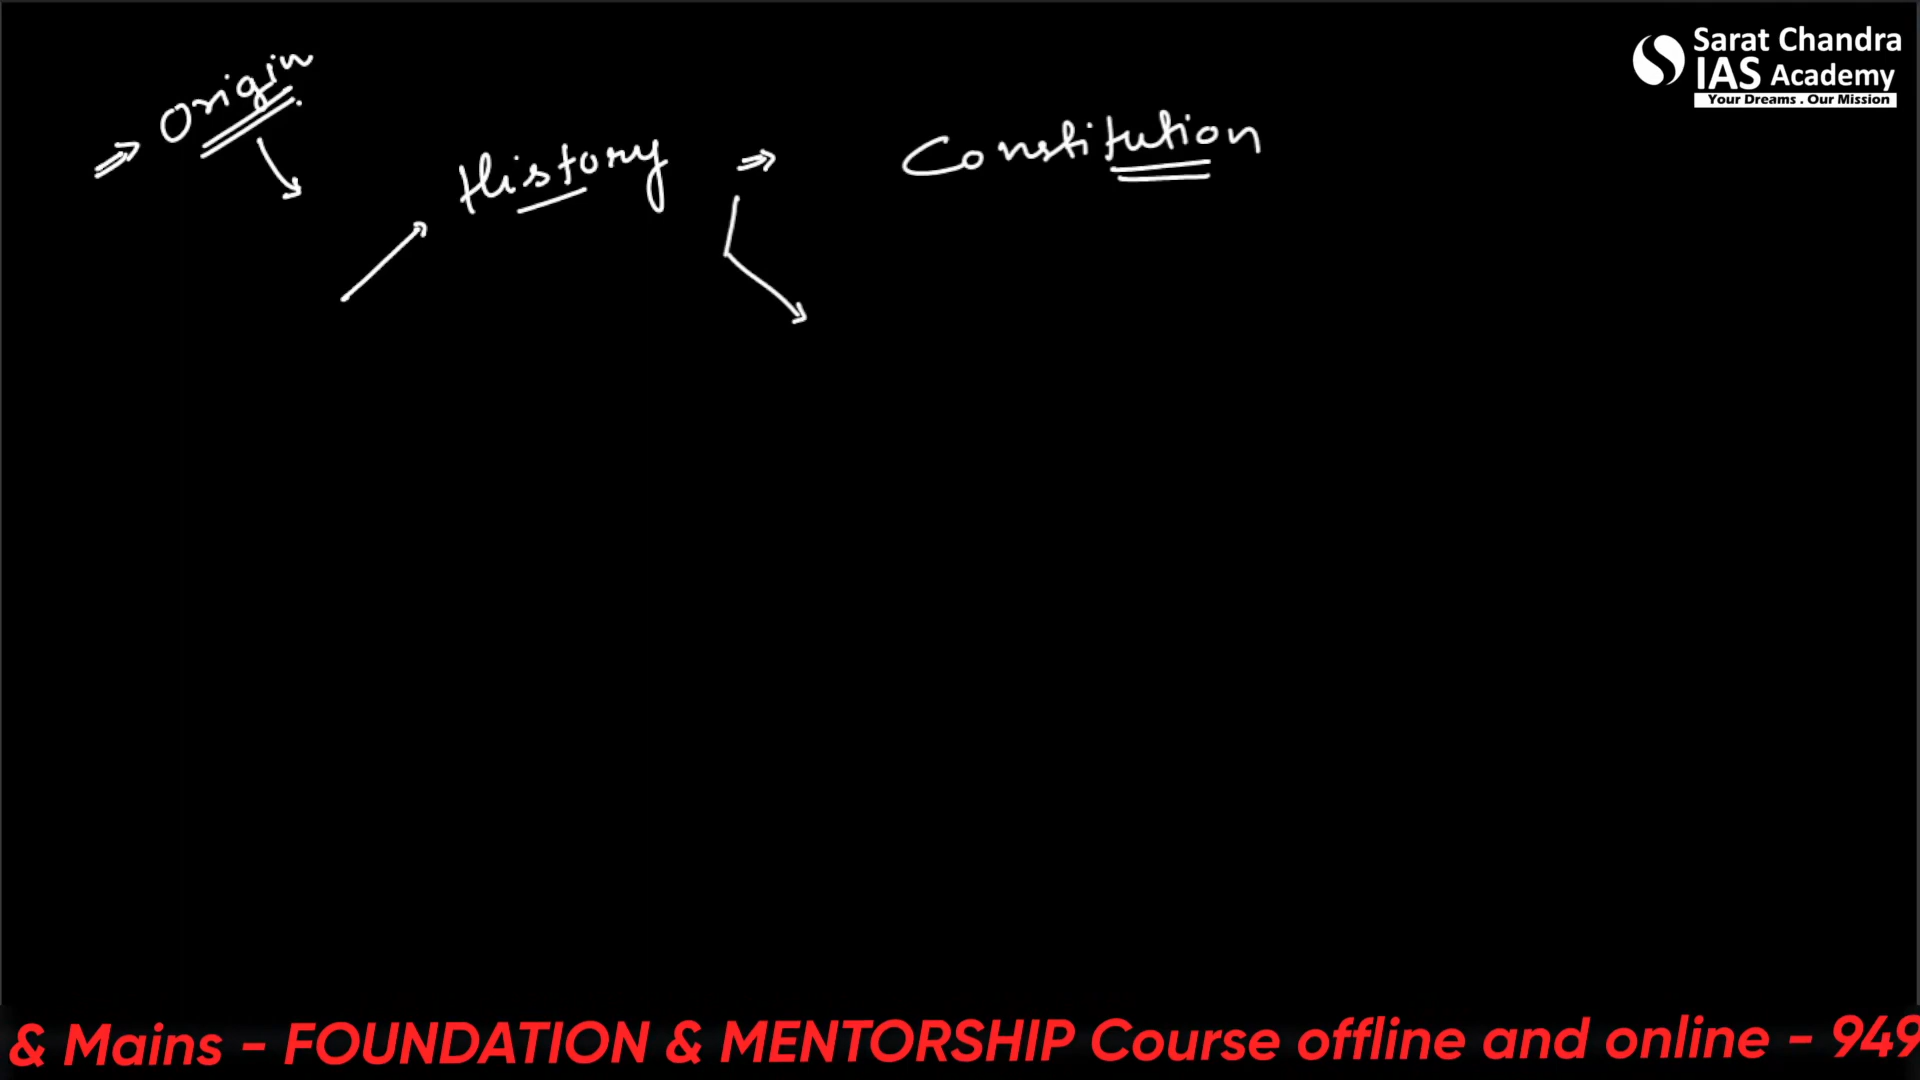 ⇒ Origin
History ⇒ Constitution
Sarat Chandra
IAS Academy
Your Dreams . Our Mission
& Mains - FOUNDATION & MENTORSHIP Course offline and online - 949